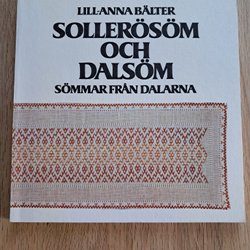 LILL-ANNA BÄLTER
SOLLERÖSÖM
OCH
DALSÖM
SÖMMAR FRÅN DALARNA